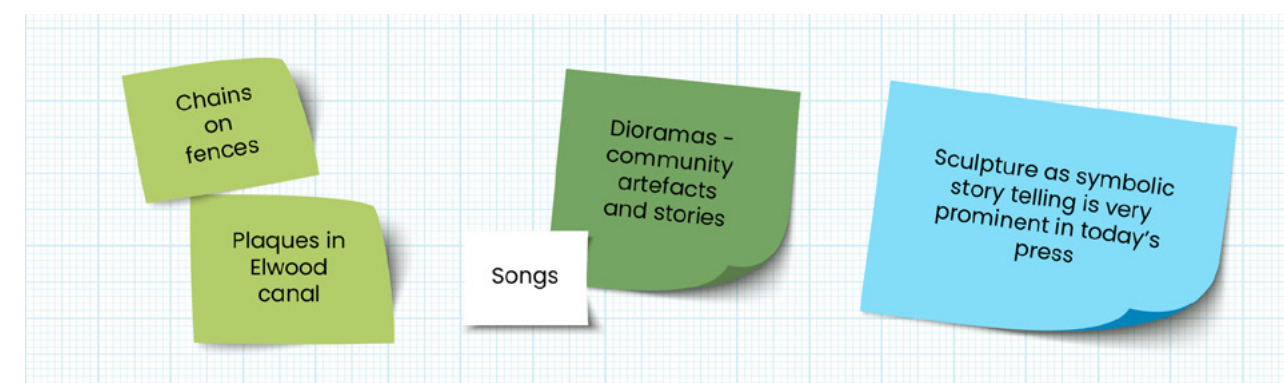 Chains
on
fences
Plaques in
Elwood
canal
Songs
Dioramas -
community
artefacts
and stories
Sculpture as symbolic
story telling is very
prominent in today’s
press